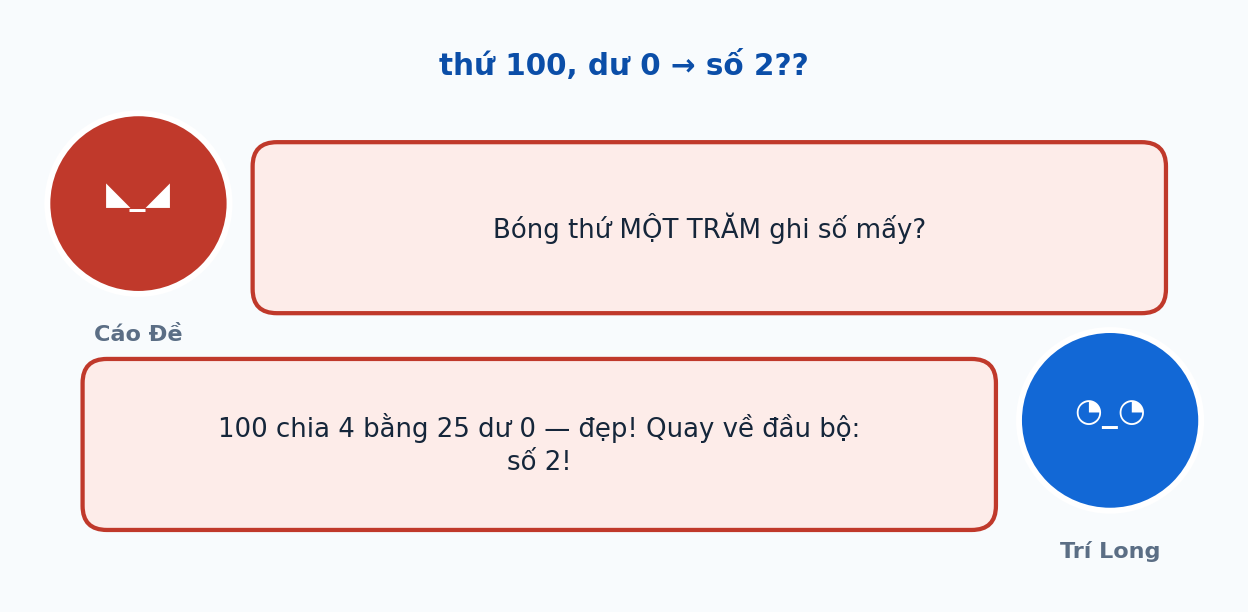 thứ 100, dư 0 → số 2??
Bóng thứ MỘT TRĂM ghi số mấy?
Cáo Đề
100 chia 4 bằng 25 dư 0 — đẹp! Quay về đầu bộ:
số 2!
Trí Long